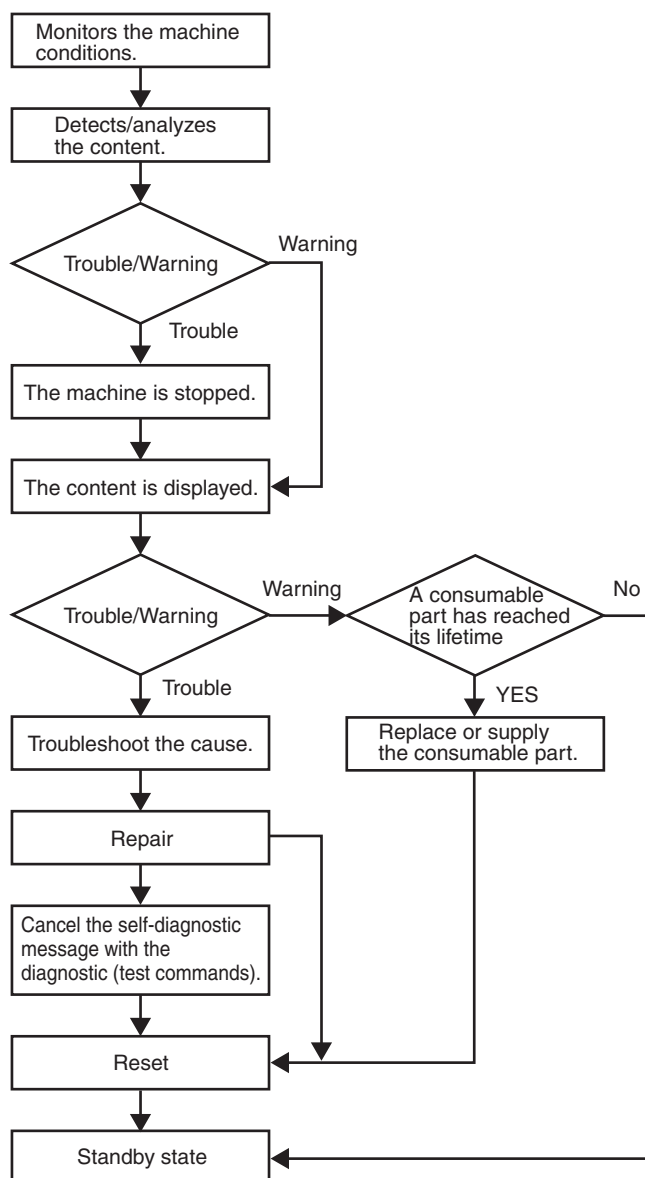 Monitors the machine
conditions.
Detects/analyzes
the content.
Trouble/Warning
Warning
Trouble
The machine is stopped.
The content is displayed.
Trouble/Warning
Warning
A consumable
part has reached
its lifetime
No
Trouble
YES
Troubleshoot the cause.
Replace or supply
the consumable part.
Repair
Cancel the self-diagnostic
message with the
diagnostic (test commands).
Reset
Standby state